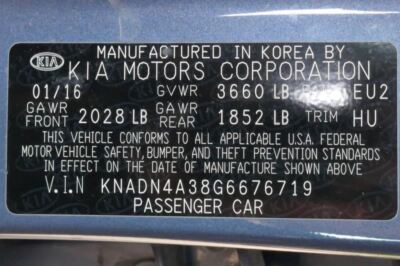 MANUFACTURED IN KOREA BY
KIA KIA MOTORS CORPORATION
01/16 GVWR 3660 LB EU2
GAWR FRONT 2028 LB GAWR REAR 1852 LB TRIM HU
THIS VEHICLE CONFORMS TO ALL APPLICABLE U.S.A. FEDERAL
MOTOR VEHICLE SAFETY, BUMPER, AND THEFT PREVENTION STANDARDS
IN EFFECT ON THE DATE OF MANUFACTURE SHOWN ABOVE.
V.I.N KNADN4A38G6676719
PASSENGER CAR